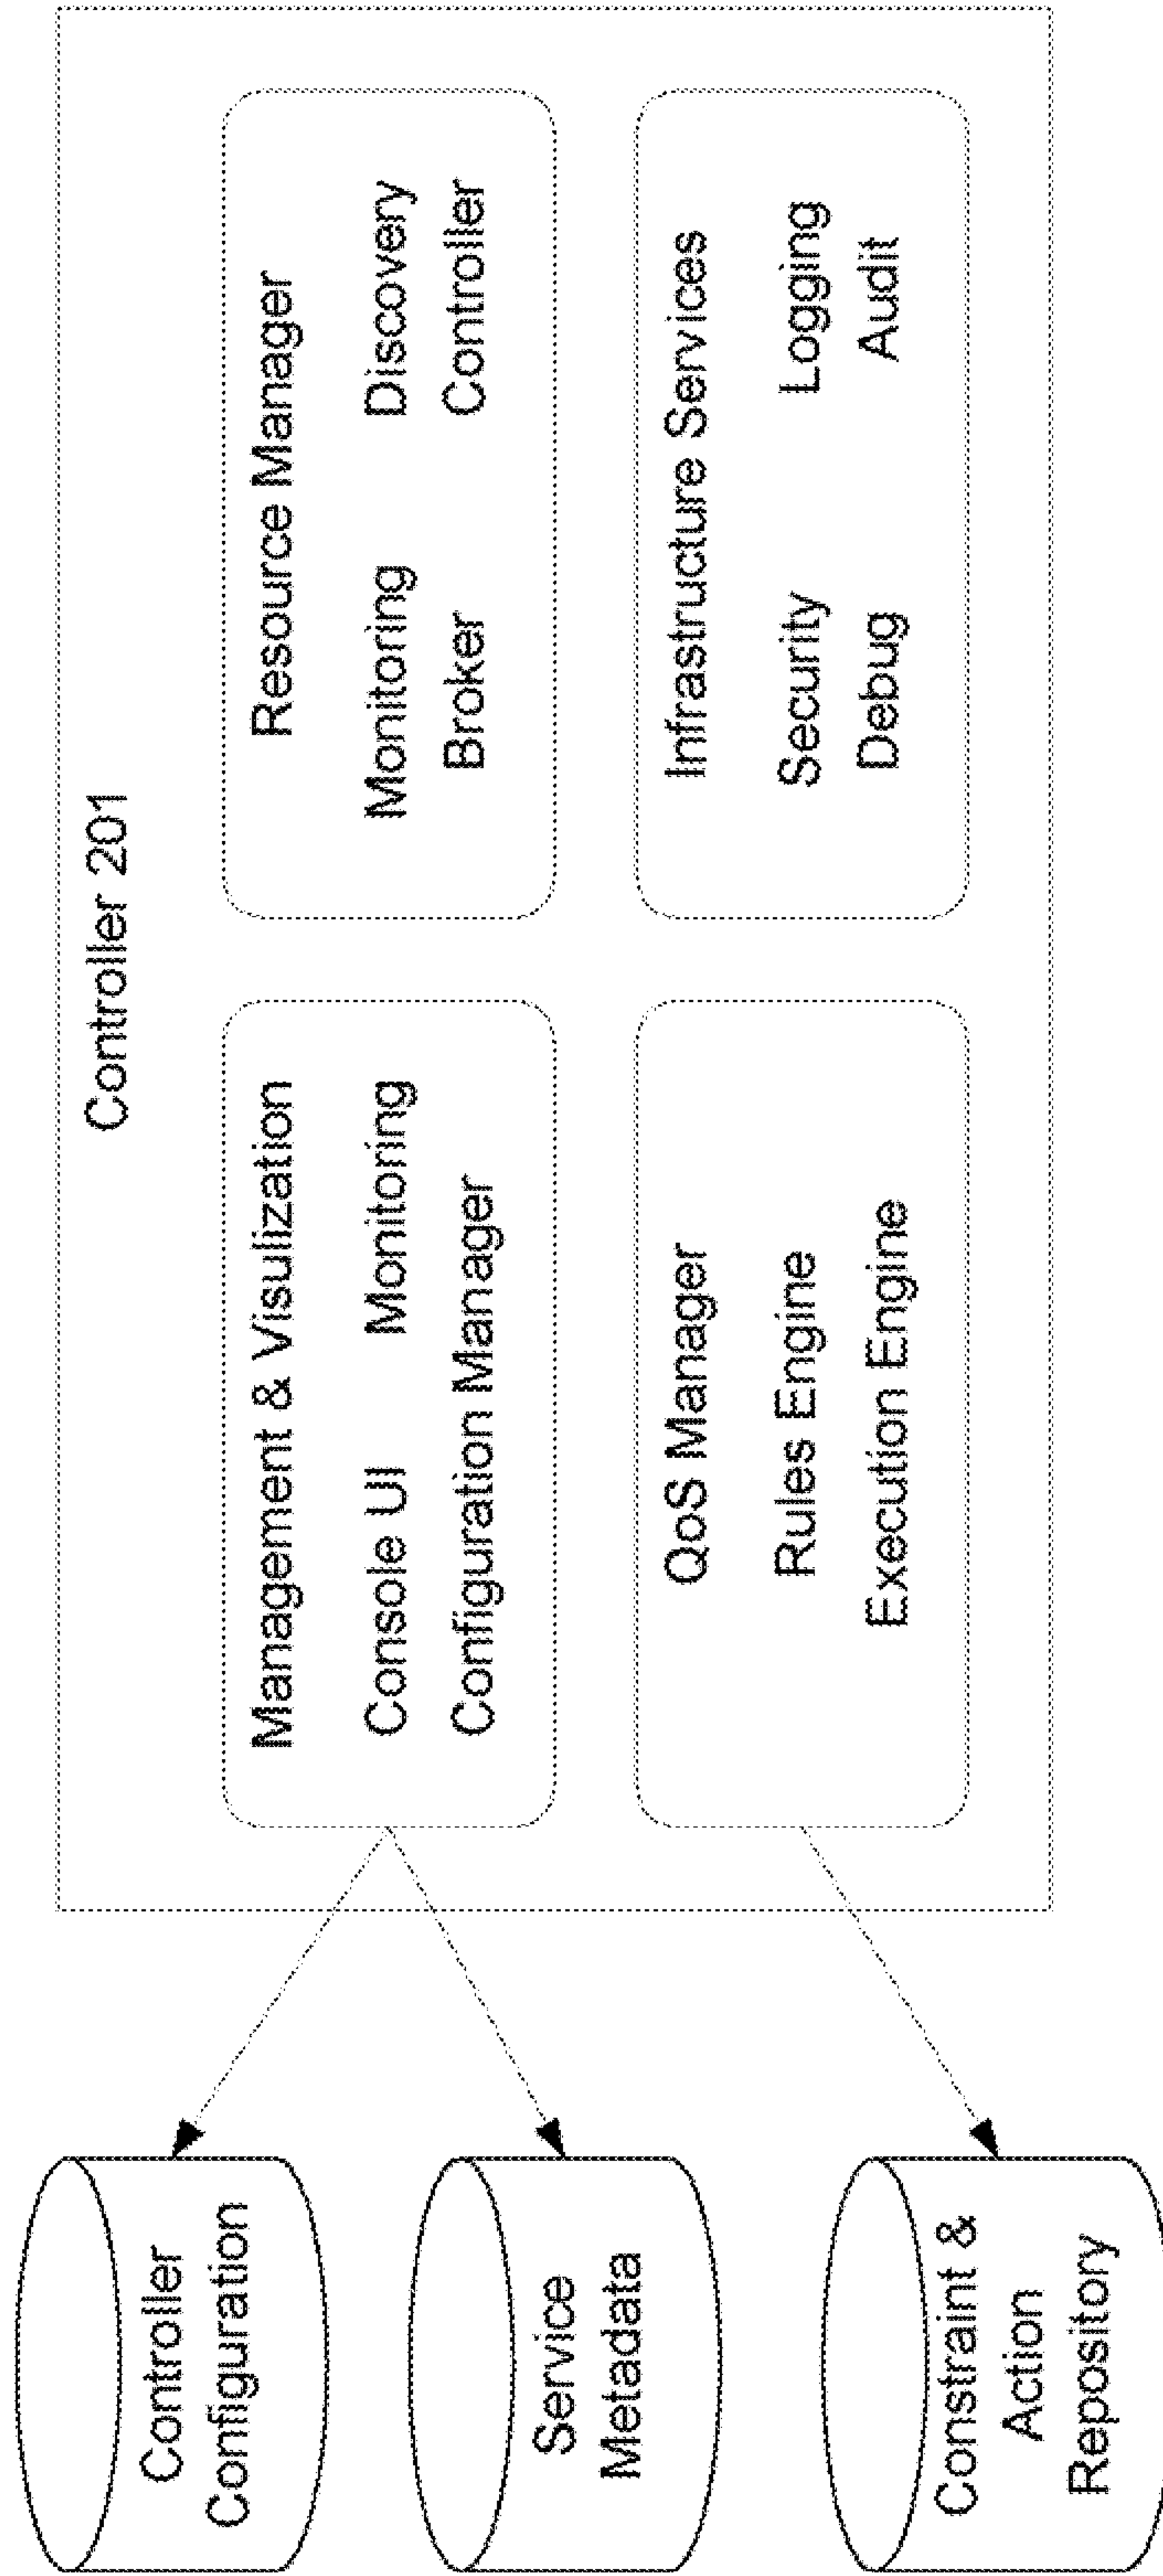 Controller 201
Controller
Configuration
Service
Metadata
Constraint &
Action
Repository
Management & Visulization
Console UI Monitoring
Configuration Manager
Resource Manager
Monitoring Discovery
Broker Controller
QoS Manager
Rules Engine
Execution Engine
Infrastructure Services
Security Logging
Debug Audit